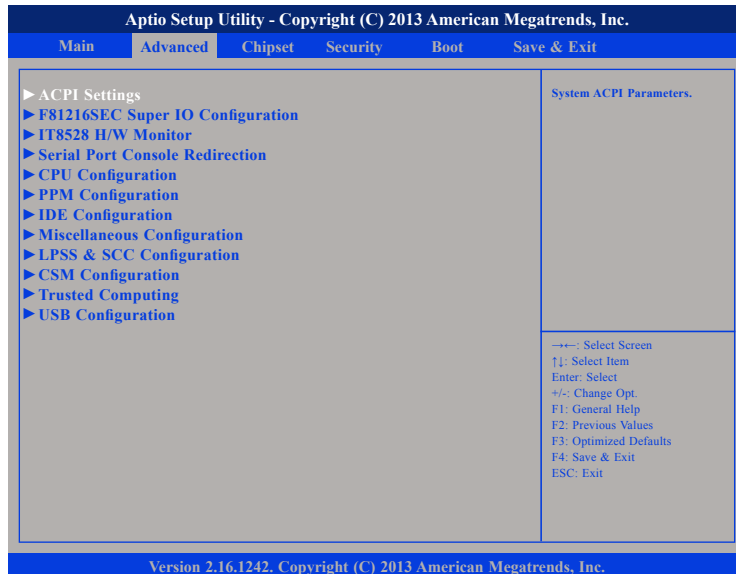 Aptio Setup Utility - Copyright (C) 2013 American Megatrends, Inc.
Main Advanced Chipset Security Boot Save & Exit
►ACPI Settings
►F81216SEC Super IO Configuration
►IT8528 H/W Monitor
►Serial Port Console Redirection
►CPU Configuration
►PPM Configuration
►IDE Configuration
►Miscellaneous Configuration
►LPSS & SCC Configuration
►CSM Configuration
►Trusted Computing
►USB Configuration
System ACPI Parameters.
→←: Select Screen
↑↓: Select Item
Enter: Select
+/-: Change Opt.
F1: General Help
F2: Previous Values
F3: Optimized Defaults
F4: Save & Exit
ESC: Exit
Version 2.16.1242. Copyright (C) 2013 American Megatrends, Inc.